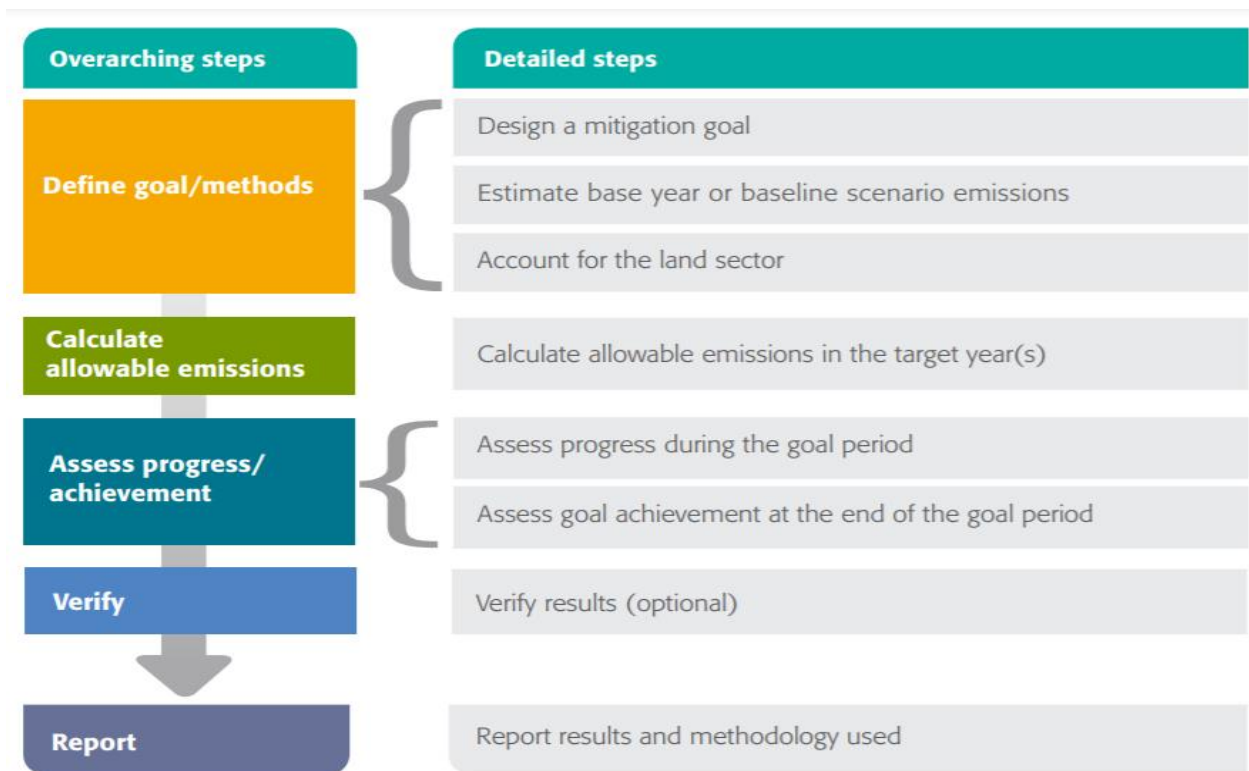 Overarching steps
Detailed steps
Define goal/methods
Design a mitigation goal
Estimate base year or baseline scenario emissions
Account for the land sector
Calculate
allowable emissions
Calculate allowable emissions in the target year(s)
Assess progress/
achievement
Assess progress during the goal period
Assess goal achievement at the end of the goal period
Verify
Verify results (optional)
Report
Report results and methodology used